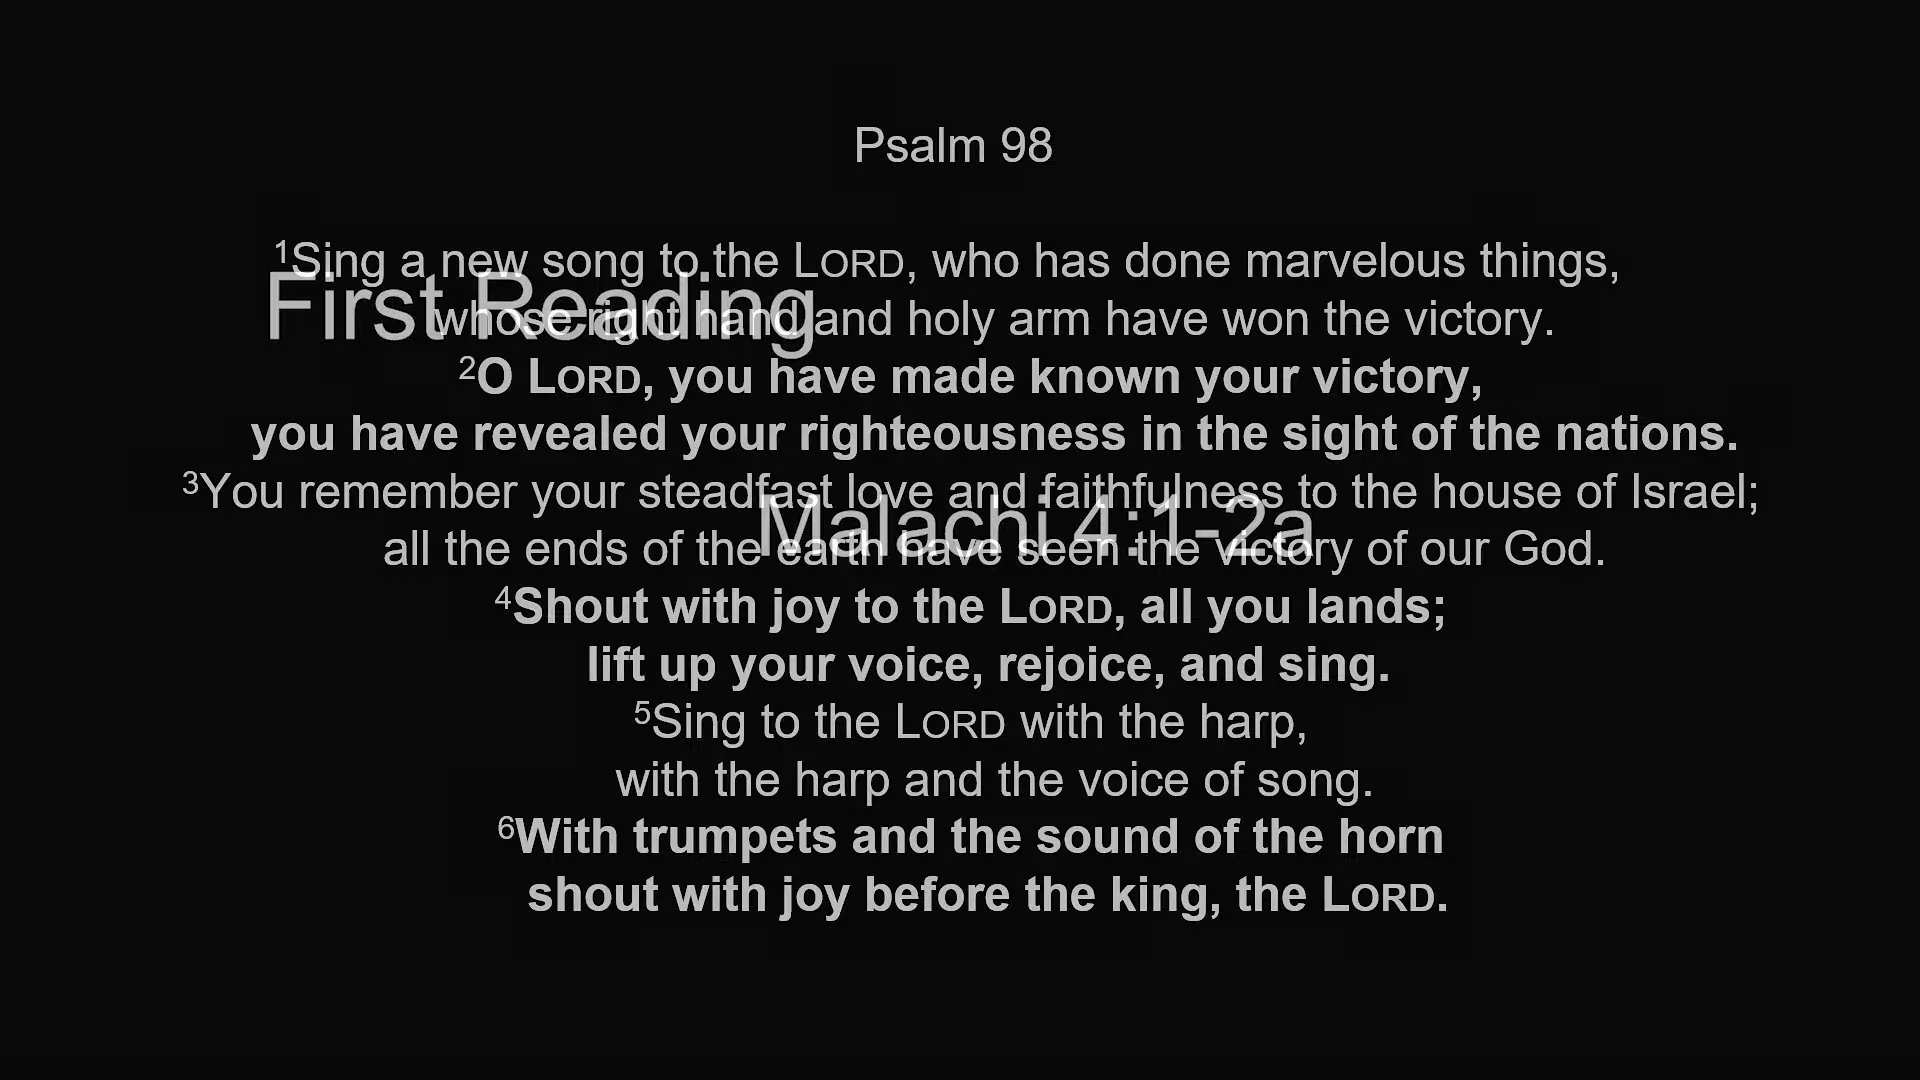 Psalm 98
¹Sing a new song to the LORD, who has done marvelous things,
First Reading
whose right hand and holy arm have won the victory.
²O LORD, you have made known your victory,
you have revealed your righteousness in the sight of the nations.
³You remember your steadfast love and faithfulness to the house of Israel;
Malachi 4:1-2a
all the ends of the earth have seen the victory of our God.
⁴Shout with joy to the LORD, all you lands;
lift up your voice, rejoice, and sing.
⁵Sing to the LORD with the harp,
with the harp and the voice of song.
⁶With trumpets and the sound of the horn
shout with joy before the king, the LORD.